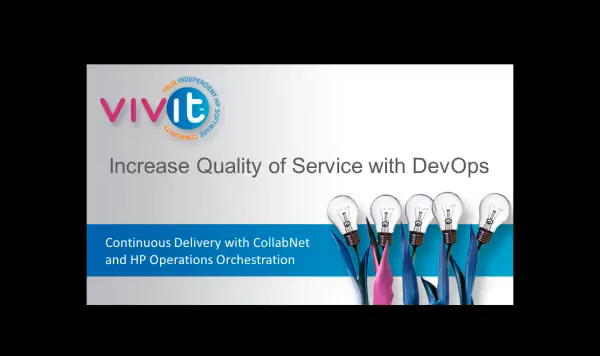 YOUR INDEPENDENT HP SOFTWARE COMMUNITY
vivit
Increase Quality of Service with DevOps
Continuous Delivery with CollabNet
and HP Operations Orchestration